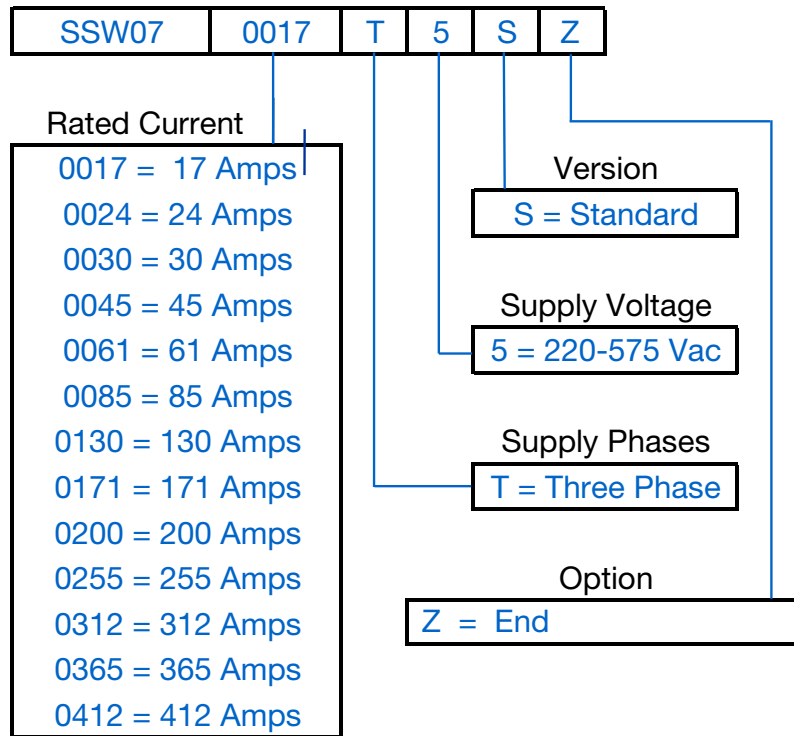 SSW07 0017 T 5 S Z
Rated Current
0017 = 17 Amps
0024 = 24 Amps
0030 = 30 Amps
0045 = 45 Amps
0061 = 61 Amps
0085 = 85 Amps
0130 = 130 Amps
0171 = 171 Amps
0200 = 200 Amps
0255 = 255 Amps
0312 = 312 Amps
0365 = 365 Amps
0412 = 412 Amps
Version
S = Standard
Supply Voltage
5 = 220-575 Vac
Supply Phases
T = Three Phase
Option
Z = End